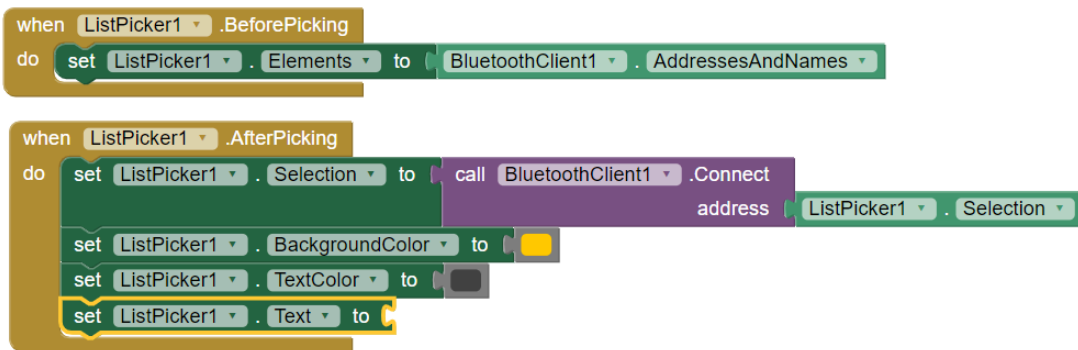 when ListPicker1 .BeforePicking
do set ListPicker1 . Elements to BluetoothClient1 . AddressesAndNames
when ListPicker1 .AfterPicking
do set ListPicker1 . Selection to call BluetoothClient1 .Connect
address ListPicker1 . Selection
set ListPicker1 . BackgroundColor to
set ListPicker1 . TextColor to
set ListPicker1 . Text to